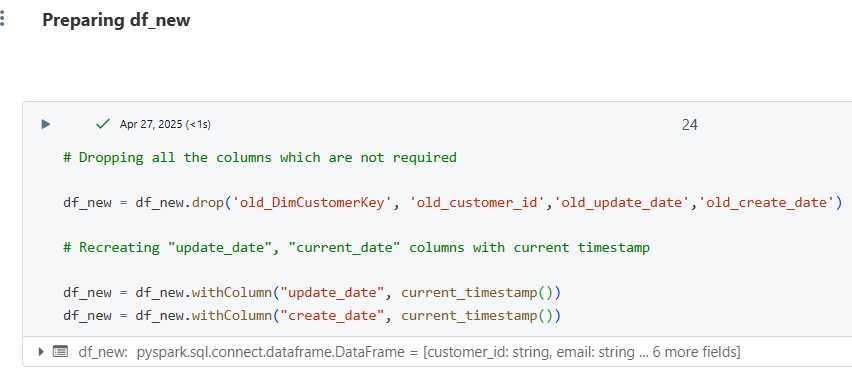 Preparing df_new
Apr 27, 2025 (<1s)
24
# Dropping all the columns which are not required
df_new = df_new.drop('old_DimCustomerKey', 'old_customer_id','old_update_date','old_create_date')
# Recreating "update_date", "current_date" columns with current timestamp
df_new = df_new.withColumn("update_date", current_timestamp())
df_new = df_new.withColumn("create_date", current_timestamp())
df_new: pyspark.sql.connect.dataframe.DataFrame = [customer_id: string, email: string ... 6 more fields]